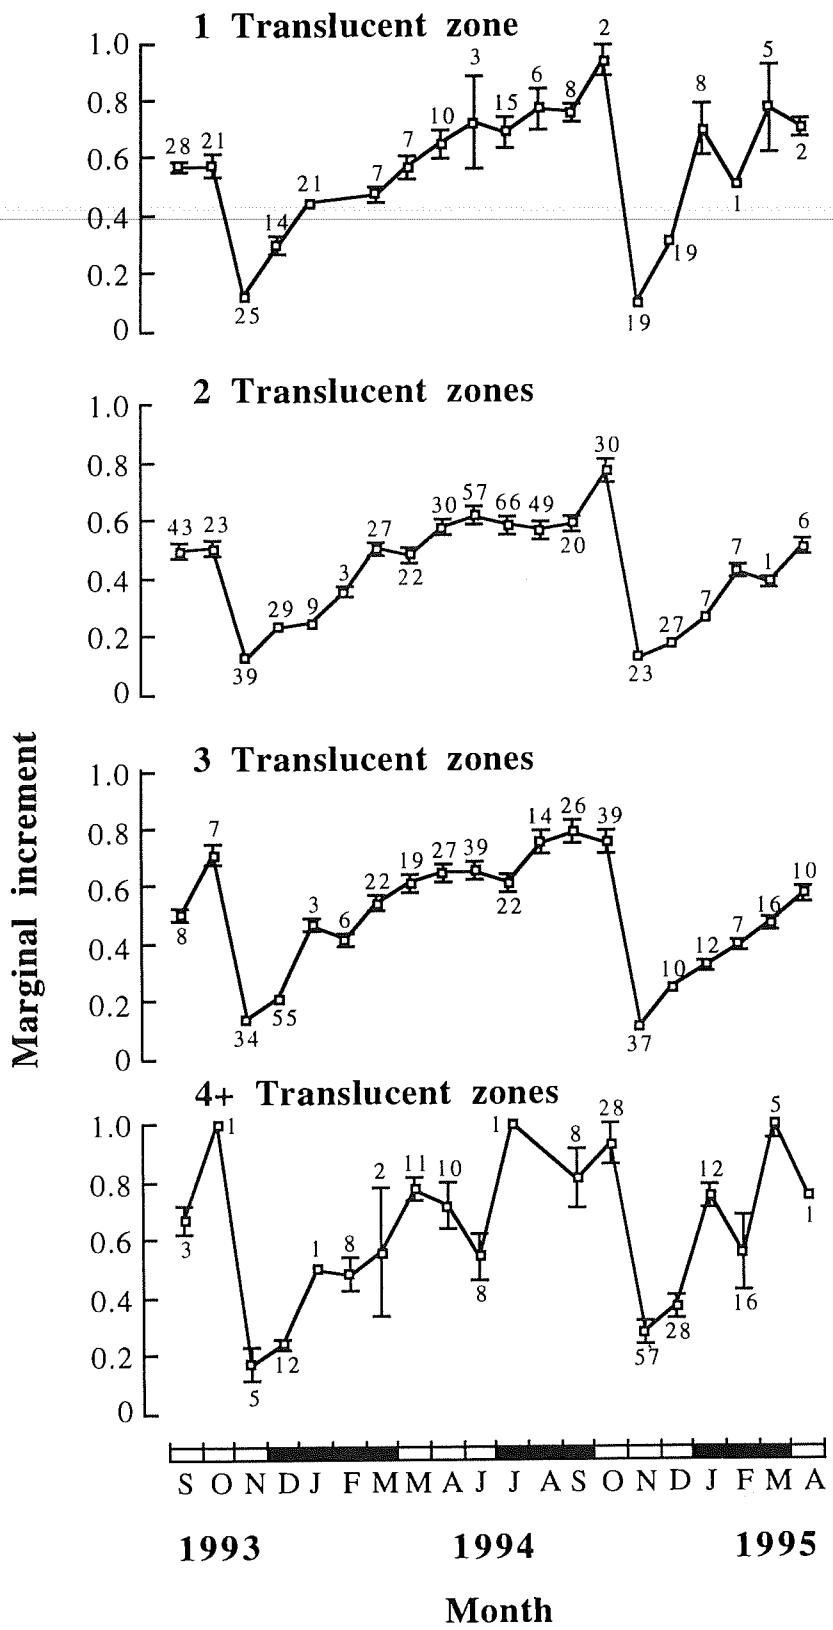 1 Translucent zone
1.0
0.8
0.6
0.4
0.2
0
28 21 25 14 21 7 7 10 3 15 6 8 2 19 19 8 1 5 2
2 Translucent zones
1.0
0.8
0.6
0.4
0.2
0
43 23 39 29 9 3 27 22 30 57 66 49 20 30 23 27 7 7 1 6
3 Translucent zones
1.0
0.8
0.6
0.4
0.2
0
8 7 34 55 3 6 22 19 27 39 22 14 26 39 37 10 12 7 16 10
4+ Translucent zones
1.0
0.8
0.6
0.4
0.2
0
3 1 5 12 1 8 2 11 10 8 1 8 28 57 28 12 16 5 1
Marginal increment
S O N D J F M M A J J A S O N D J F M A
1993 1994 1995
Month